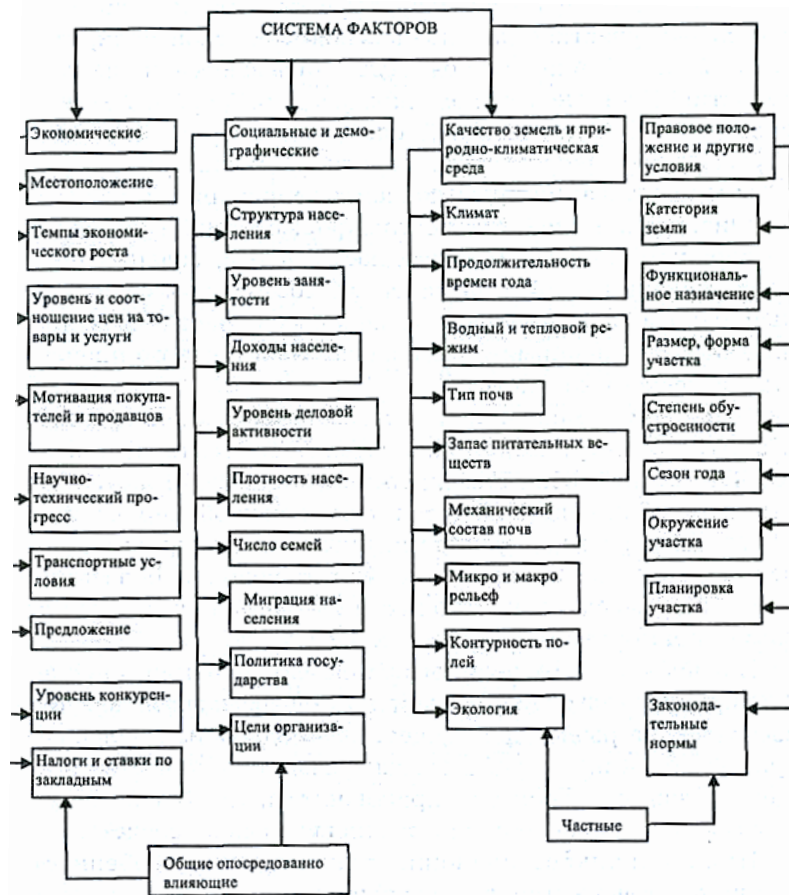 СИСТЕМА ФАКТОРОВ
Экономические
Местоположение
Темпы экономи-
ческого роста
Уровень и соот-
ношение цен на то-
вары и услуги
Мотивация покупа-
телей и продавцов
Научно-
технический про-
гресс
Транспортные ус-
ловия
Предложение
Уровень конкурен-
ции
Налоги и ставки по
закладным
Социальные и демо-
графические
Структура насе-
ления
Уровень заня-
тости
Доходы населе-
ния
Уровень деловой
активности
Плотность насе-
ления
Число семей
Миграция на-
селения
Политика госу-
дарства
Цели организа-
ции
Качество земель и при-
родно-климатическая
среда
Климат
Продолжительность
времен года
Водный и тепловой ре-
жим
Тип почв
Запас питательных ве-
ществ
Механический
состав почв
Микро и макро
рельеф
Контурность по-
лей
Экология
Правовое поло-
жение и другие
условия
Категория
земли
Функциональ-
ное назначение
Размер, форма
участка
Степень обу-
строенности
Сезон года
Окружение
участка
Планировка
участка
Законода-
тельные
нормы
Общие опосредованно
влияющие
Частные